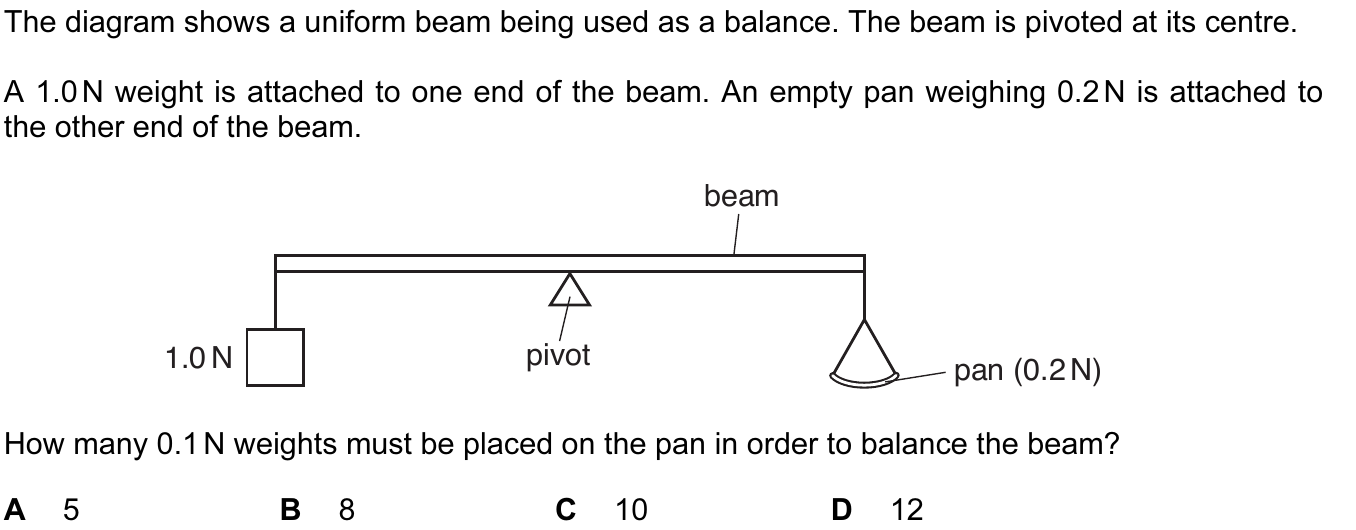 The diagram shows a uniform beam being used as a balance. The beam is pivoted at its centre.
A 1.0 N weight is attached to one end of the beam. An empty pan weighing 0.2 N is attached to
the other end of the beam.
beam
1.0 N
pivot
pan (0.2 N)
How many 0.1 N weights must be placed on the pan in order to balance the beam?
A 5 B 8 C 10 D 12